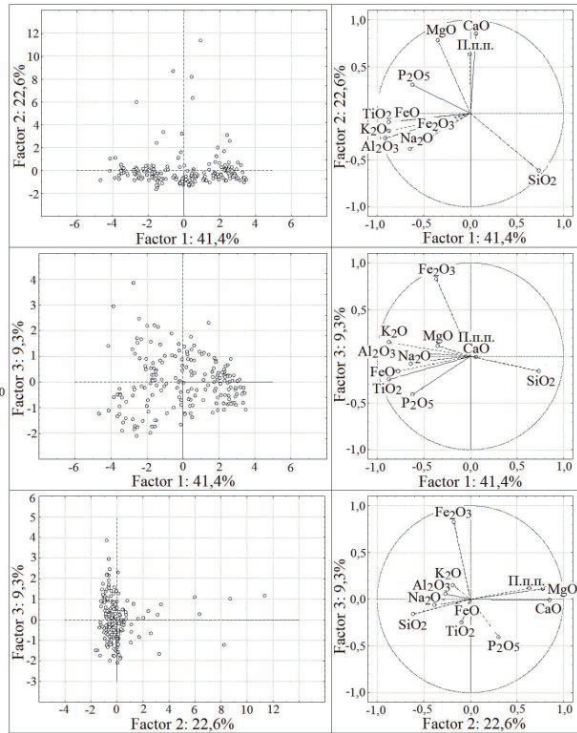 12
10
8
6
4
2
0
-2
Factor 2: 22,6%
-6 -4 -2 0 2 4 6
Factor 1: 41,4%
1,0
0,5
0,0
-0,5
-1,0
Factor 2: 22,6%
MgO CaO
П.п.п.
P2O5
TiO2 FeO
K2O Fe2O3
Al2O3 Na2O
SiO2
-1,0 -0,5 0,0 0,5 1,0
Factor 1: 41,4%
4
3
2
1
0
-1
-2
Factor 3: 9,3%
-6 -4 -2 0 2 4 6
Factor 1: 41,4%
1,0
0,5
0,0
-0,5
-1,0
Factor 3: 9,3%
Fe2O3
K2O
MgO П.п.п.
Al2O3 Na2O CaO
FeO
TiO2
SiO2
P2O5
-1,0 -0,5 0,0 0,5 1,0
Factor 1: 41,4%
0
6
5
4
3
2
1
0
-1
-2
-3
Factor 3: 9,3%
-4 -2 0 2 4 6 8 10 12
Factor 2: 22,6%
1,0
0,5
0,0
-0,5
-1,0
Factor 3: 9,3%
Fe2O3
K2O
Al2O3
П.п.п.
MgO
Na2O
FeO
CaO
SiO2
TiO2
P2O5
-1,0 -0,5 0,0 0,5 1,0
Factor 2: 22,6%